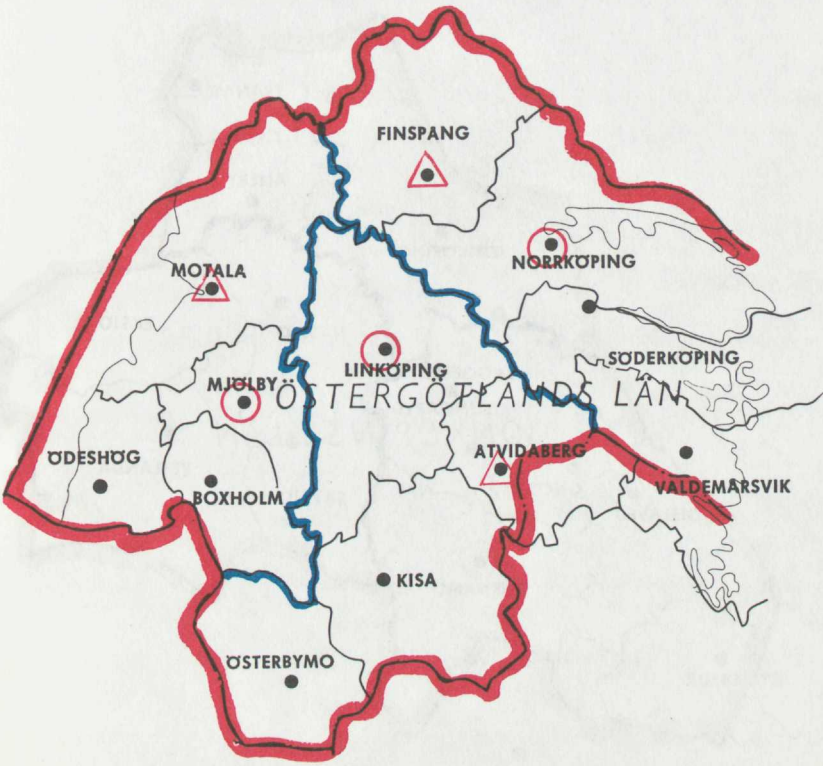 FINSPANG
MOTALA
NORRKÖPING
SÖDERKÖPING
LINKÖPING
MJÖLBY
ÖSTERGÖTLANDS LÄN
ÖDESHÖG
BOXHOLM
ATVIDABERG
VALDEMARSVIK
KISA
ÖSTERBYMO